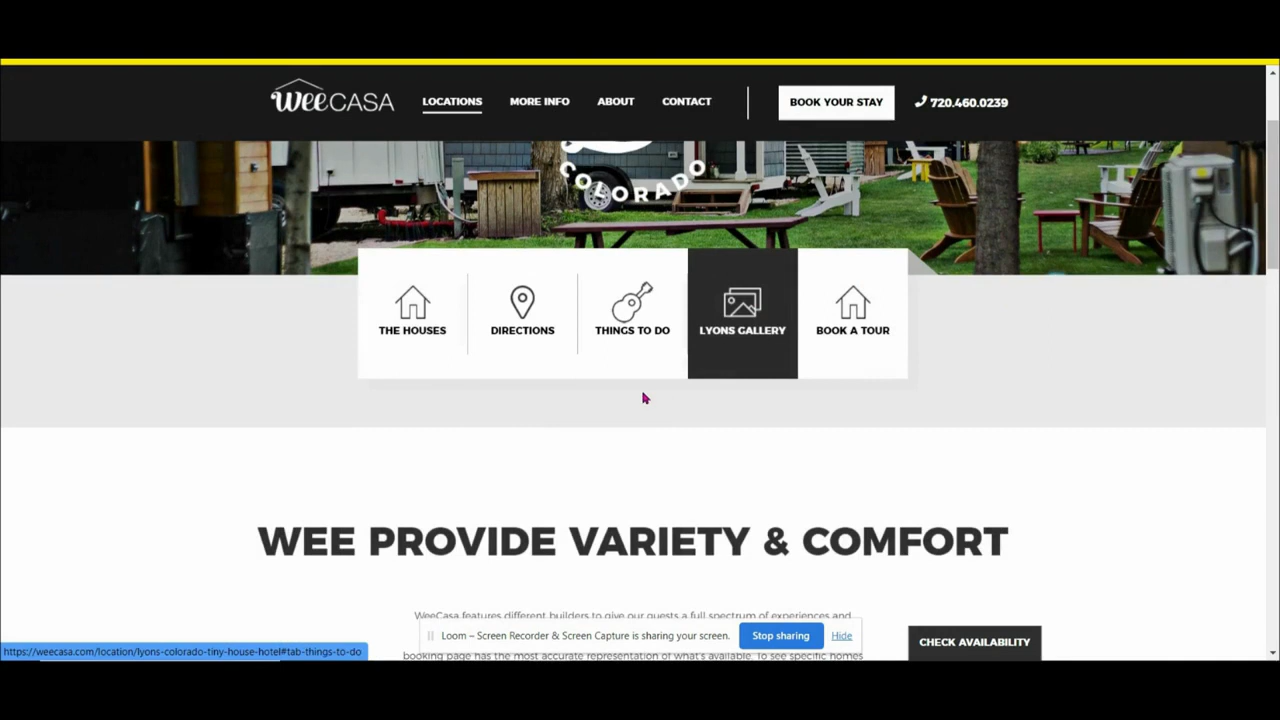 WeeCASA
LOCATIONS
MORE INFO
ABOUT
CONTACT
BOOK YOUR STAY
720.460.0239
COLORADO
THE HOUSES
DIRECTIONS
THINGS TO DO
LYONS GALLERY
BOOK A TOUR
WEE PROVIDE VARIETY & COMFORT
WeeCasa features different builders to give our guests a full spectrum of experiences and
Loom – Screen Recorder & Screen Capture is sharing your screen.
Stop sharing
Hide
CHECK AVAILABILITY
booking page has the most accurate representation of what's available. To see specific homes
https://weecasa.com/location/lyons-colorado-tiny-house-hotel#tab-things-to-do